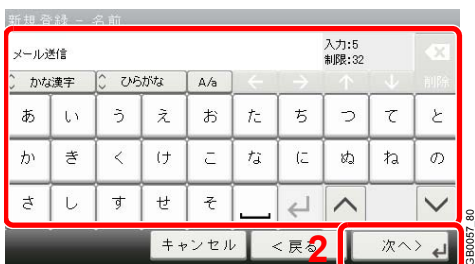 新規登録 - 名前
メール送信
入力:5
制限:32
かな漢字 ひらがな A/a ← → ↑ ↓ 削除
あ い う え お た ち つ て と
か き く け こ な に ぬ ね の
さ し す せ そ
キャンセル < 戻る 2 次へ >
GB0057_80